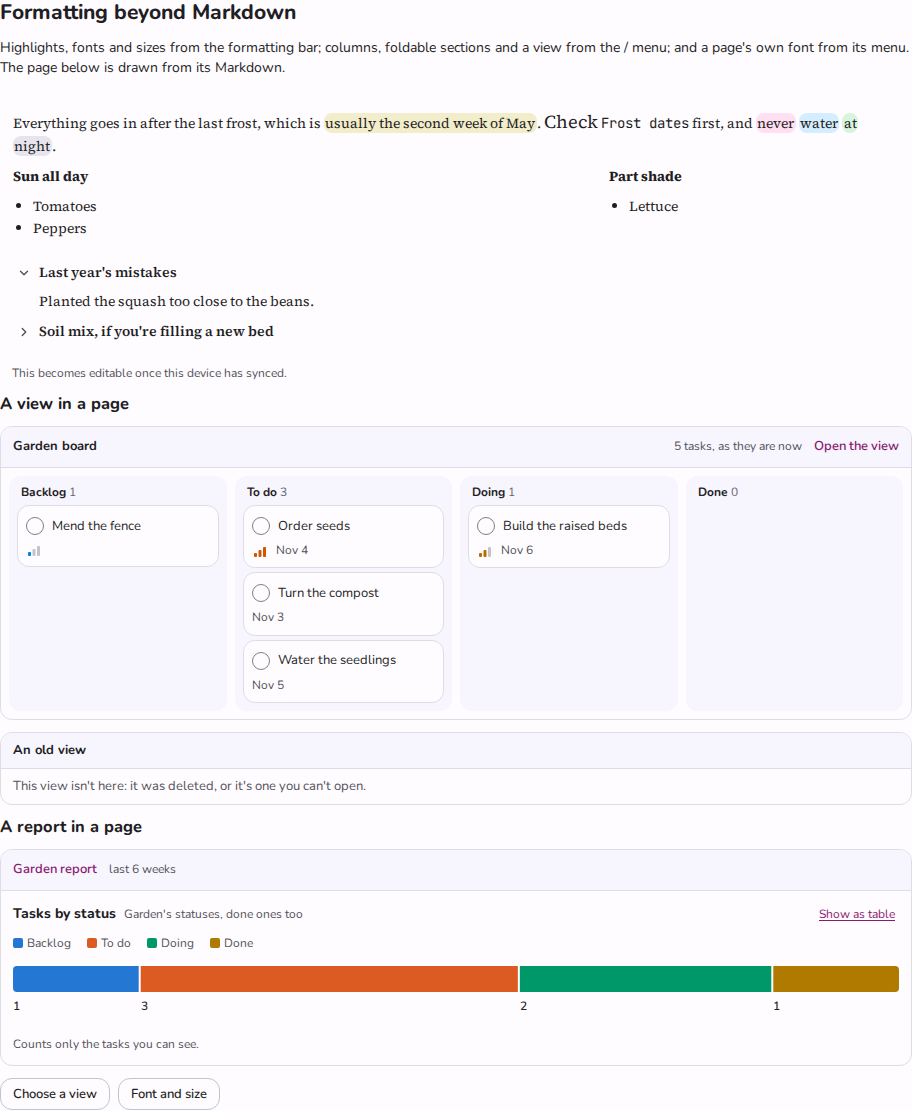 Formatting beyond Markdown
Highlights, fonts and sizes from the formatting bar; columns, foldable sections and a view from the / menu; and a page's own font from its menu.
The page below is drawn from its Markdown.
Everything goes in after the last frost, which is usually the second week of May. Check Frost dates first, and never water at
night.
Sun all day
Tomatoes
Peppers
Part shade
Lettuce
Last year's mistakes
Planted the squash too close to the beans.
Soil mix, if you're filling a new bed
This becomes editable once this device has synced.
A view in a page
Garden board
5 tasks, as they are now Open the view
Backlog 1
Mend the fence
To do 3
Order seeds
Nov 4
Turn the compost
Nov 3
Water the seedlings
Nov 5
Doing 1
Build the raised beds
Nov 6
Done 0
An old view
This view isn't here: it was deleted, or it's one you can't open.
A report in a page
Garden report last 6 weeks
Tasks by status Garden's statuses, done ones too
Show as table
Backlog To do Doing Done
1 3 2 1
Counts only the tasks you can see.
Choose a view Font and size